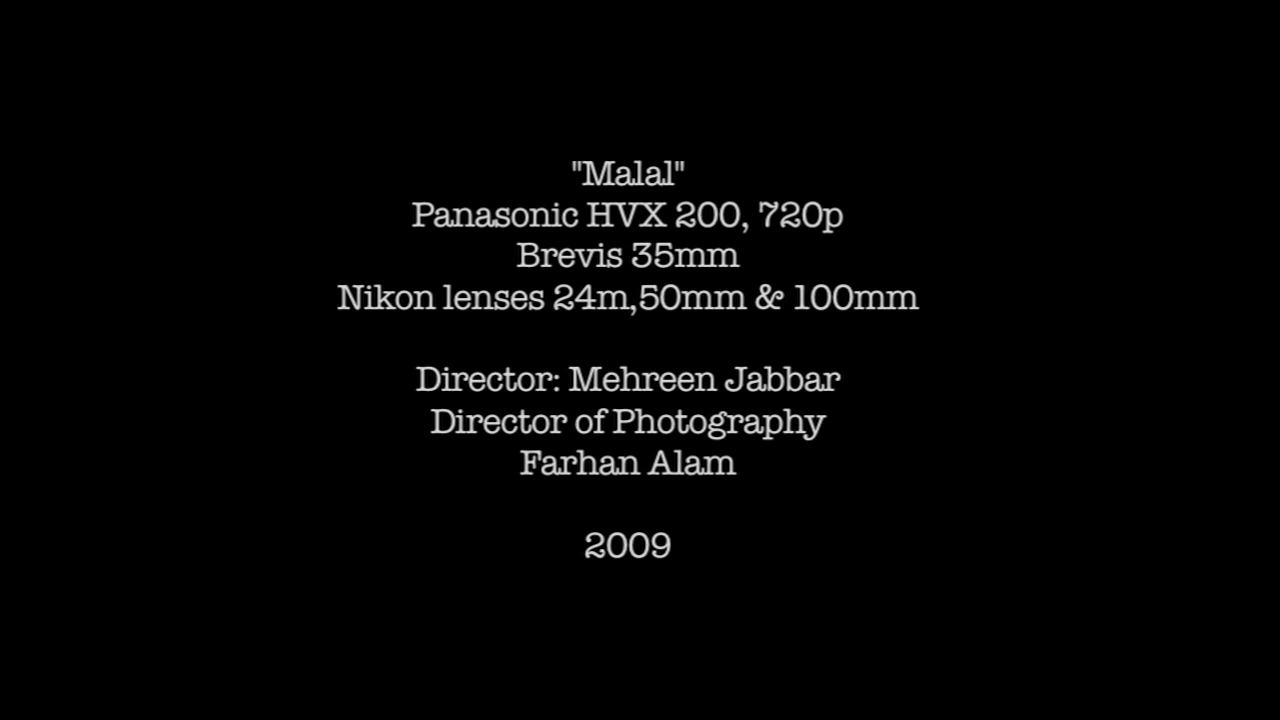 "Malal"
Panasonic HVX 200, 720p
Brevis 35mm
Nikon lenses 24m,50mm & 100mm
Director: Mehreen Jabbar
Director of Photography
Farhan Alam
2009